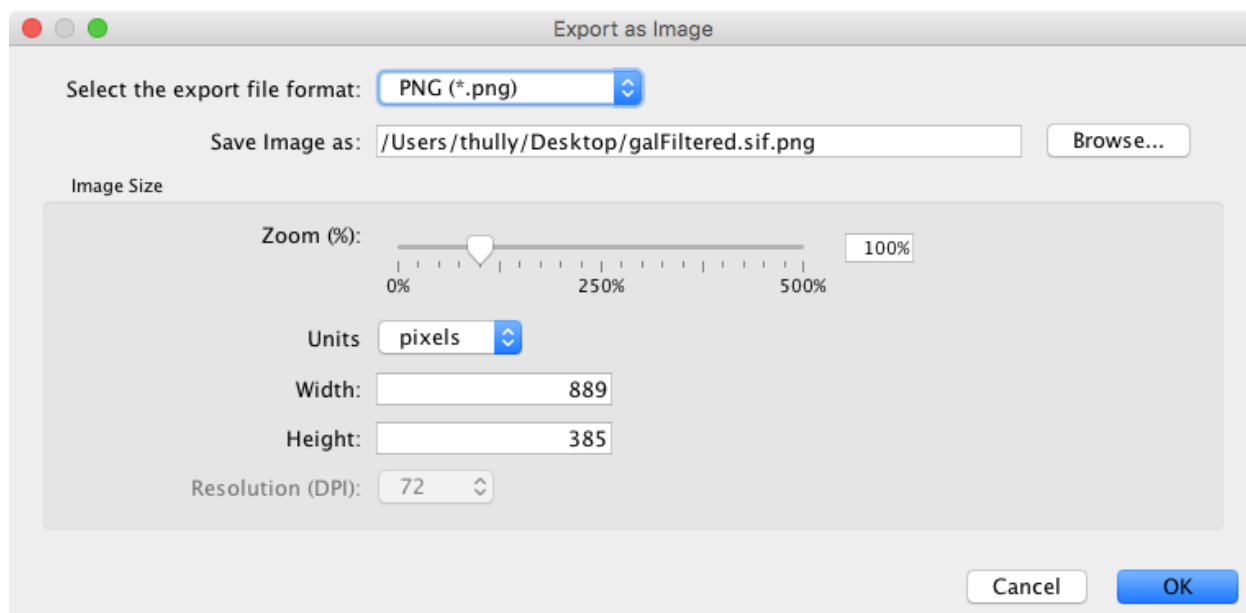 Export as Image
Select the export file format: PNG (*.png)
Save Image as: /Users/thully/Desktop/galFiltered.sif.png Browse...
Image Size
Zoom (%): 100%
0% 250% 500%
Units pixels
Width: 889
Height: 385
Resolution (DPI): 72
Cancel OK